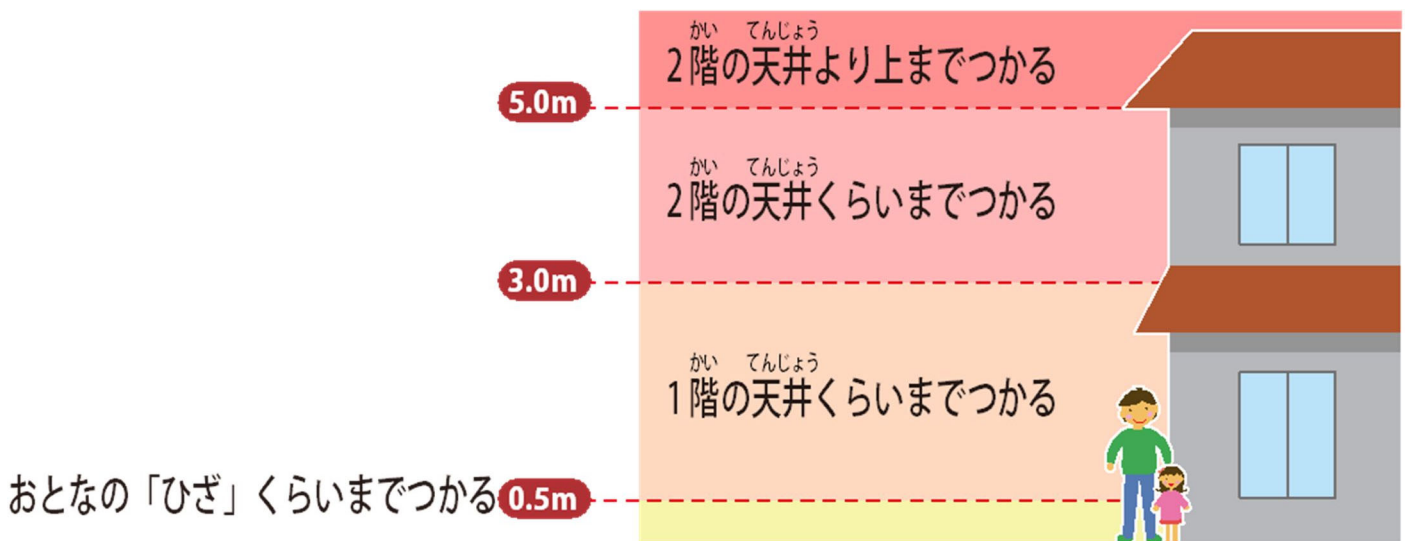 かい てんじょう
2階の天井より上までつかる
5.0m
かい てんじょう
2階の天井くらいまでつかる
3.0m
かい てんじょう
1階の天井くらいまでつかる
おとなの「ひざ」くらいまでつかる 0.5m